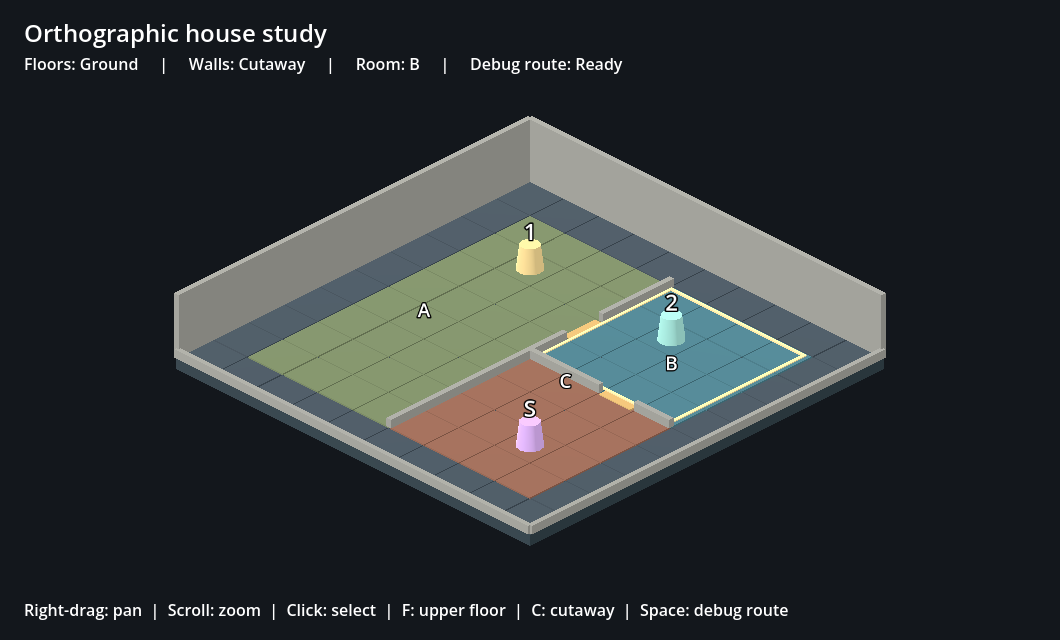 Orthographic house study
Floors: Ground | Walls: Cutaway | Room: B | Debug route: Ready
1
2
A
B
C
S
Right-drag: pan | Scroll: zoom | Click: select | F: upper floor | C: cutaway | Space: debug route